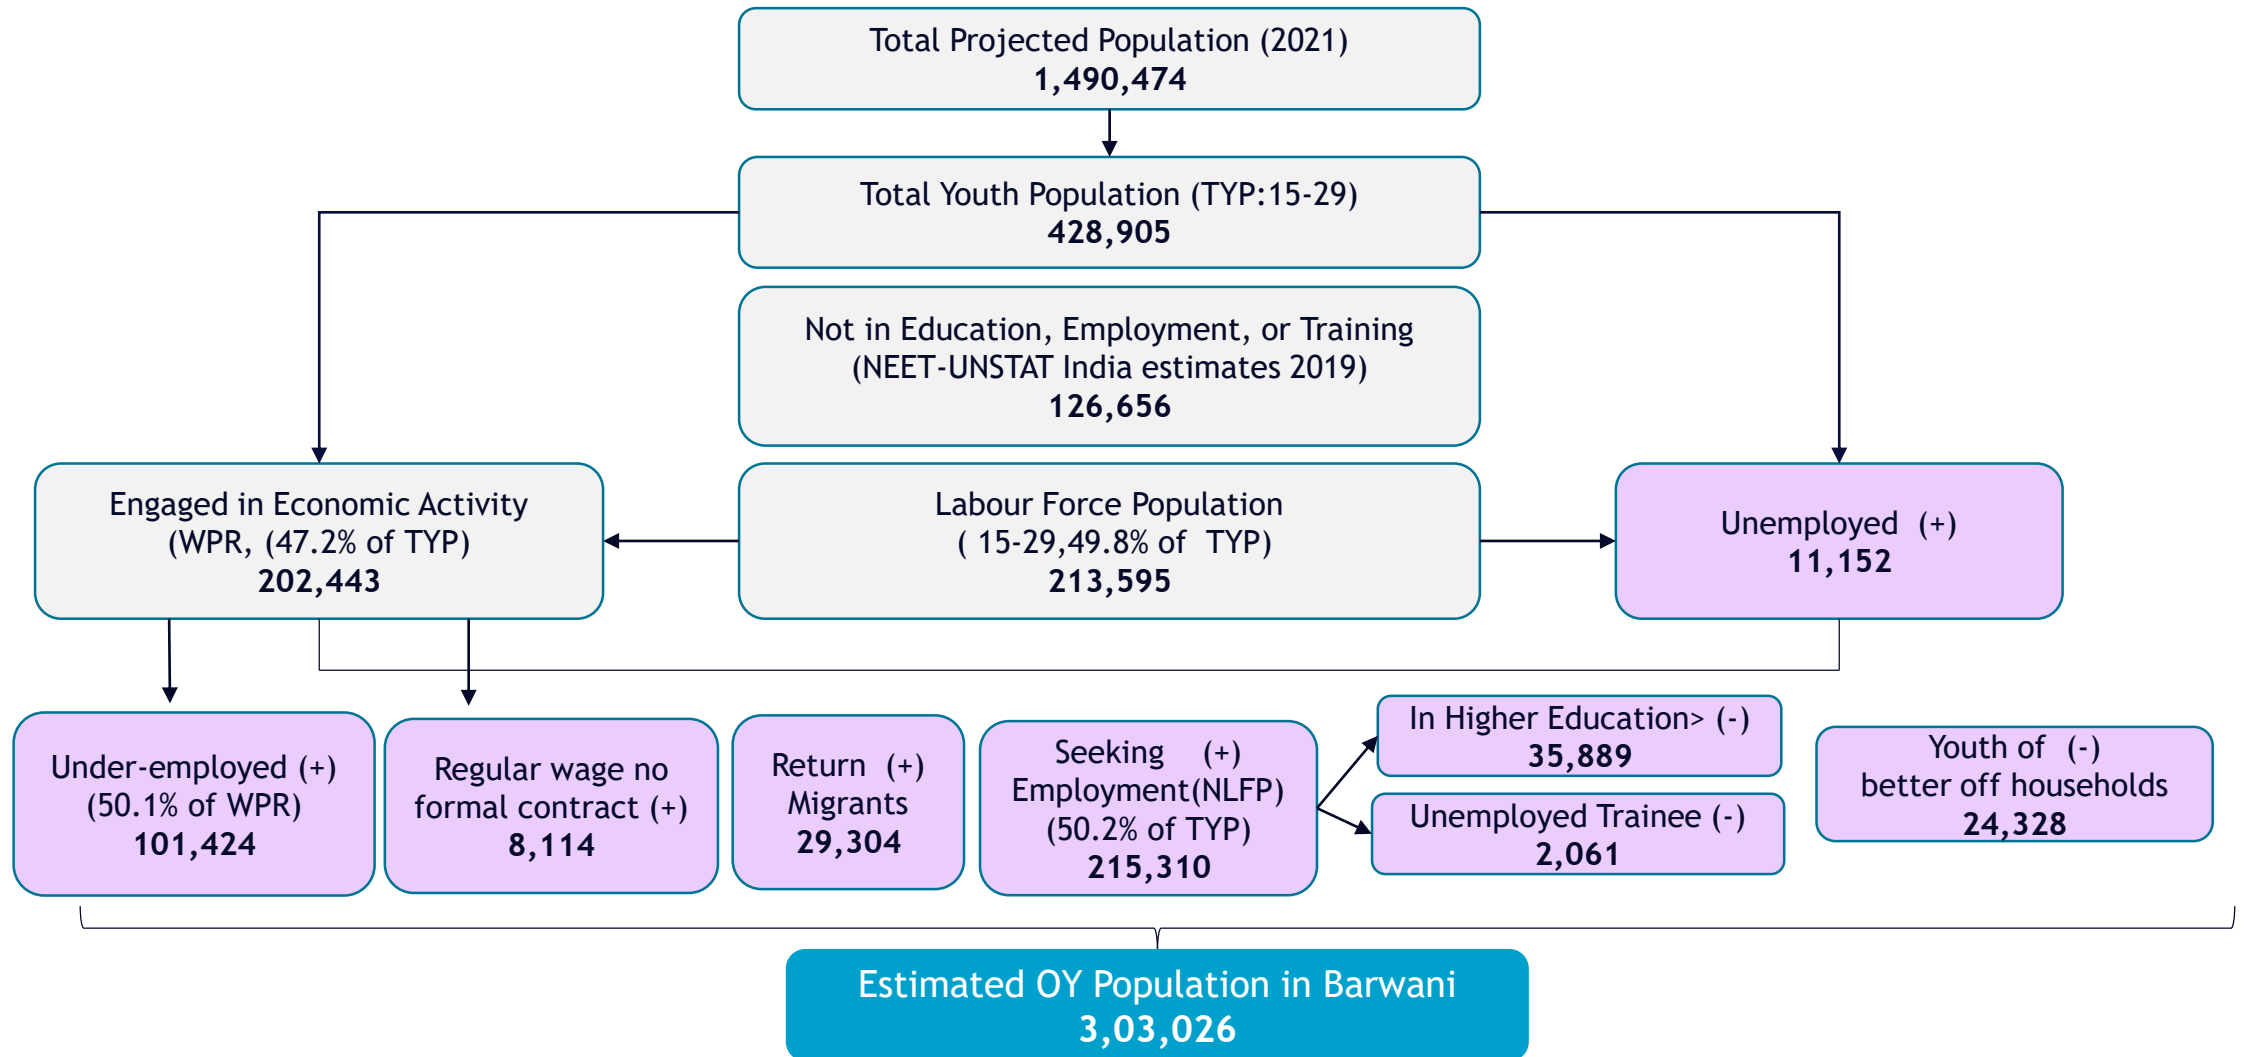 Total Projected Population (2021)
1,490,474
Total Youth Population (TYP:15-29)
428,905
Not in Education, Employment, or Training
(NEET-UNSTAT India estimates 2019)
126,656
Engaged in Economic Activity
(WPR, (47.2% of TYP)
202,443
Labour Force Population
( 15-29,49.8% of TYP)
213,595
Unemployed (+)
11,152
Under-employed (+)
(50.1% of WPR)
101,424
Regular wage no
formal contract (+)
8,114
Return (+)
Migrants
29,304
Seeking (+)
Employment(NLFP)
(50.2% of TYP)
215,310
In Higher Education> (-)
35,889
Unemployed Trainee (-)
2,061
Youth of (-)
better off households
24,328
Estimated OY Population in Barwani
3,03,026